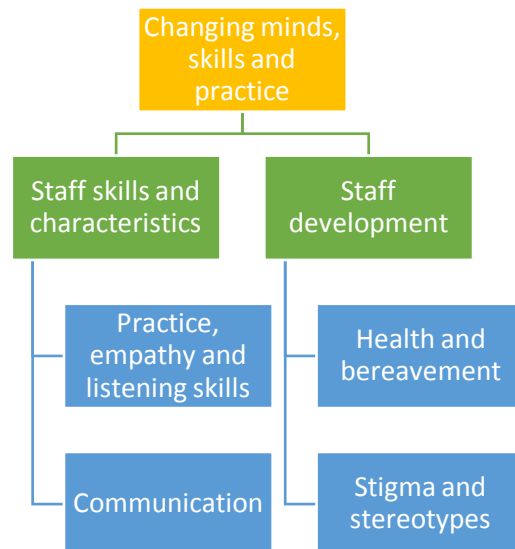 Changing minds,
skills and
practice
Staff skills and
characteristics
Staff
development
Practice,
empathy and
listening skills
Health and
bereavement
Communication
Stigma and
stereotypes